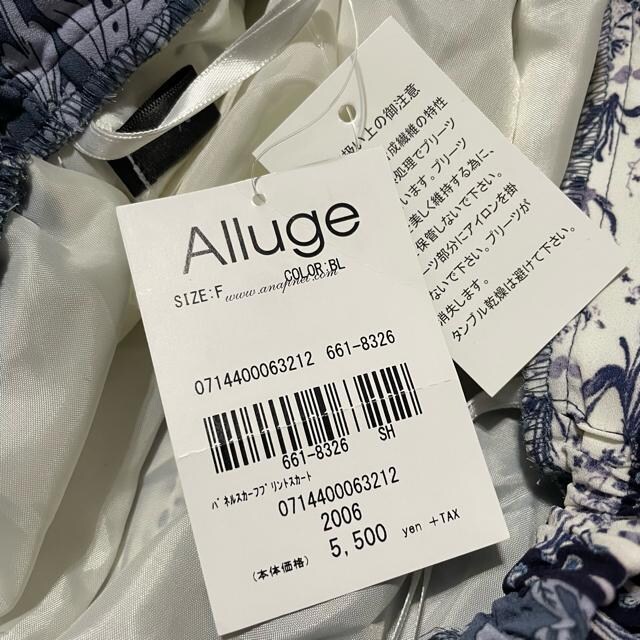 Alluge
COLOR:BL
SIZE:F www.anapnet.com
0714400063212 661-8326
661-8326 SH
パネルスカーフプリントスカート
0714400063212
2006
(本体価格) 5,500 yen +TAX
扱い上の御注意
成繊維の特性
処理でプリーツ
います。プリーツ
美しく維持する為に、
保管しないで下さい。
ーツ部分にアイロンを掛
ないで下さい。プリーツが
消失します。
タンブル乾燥は避けて下さい。